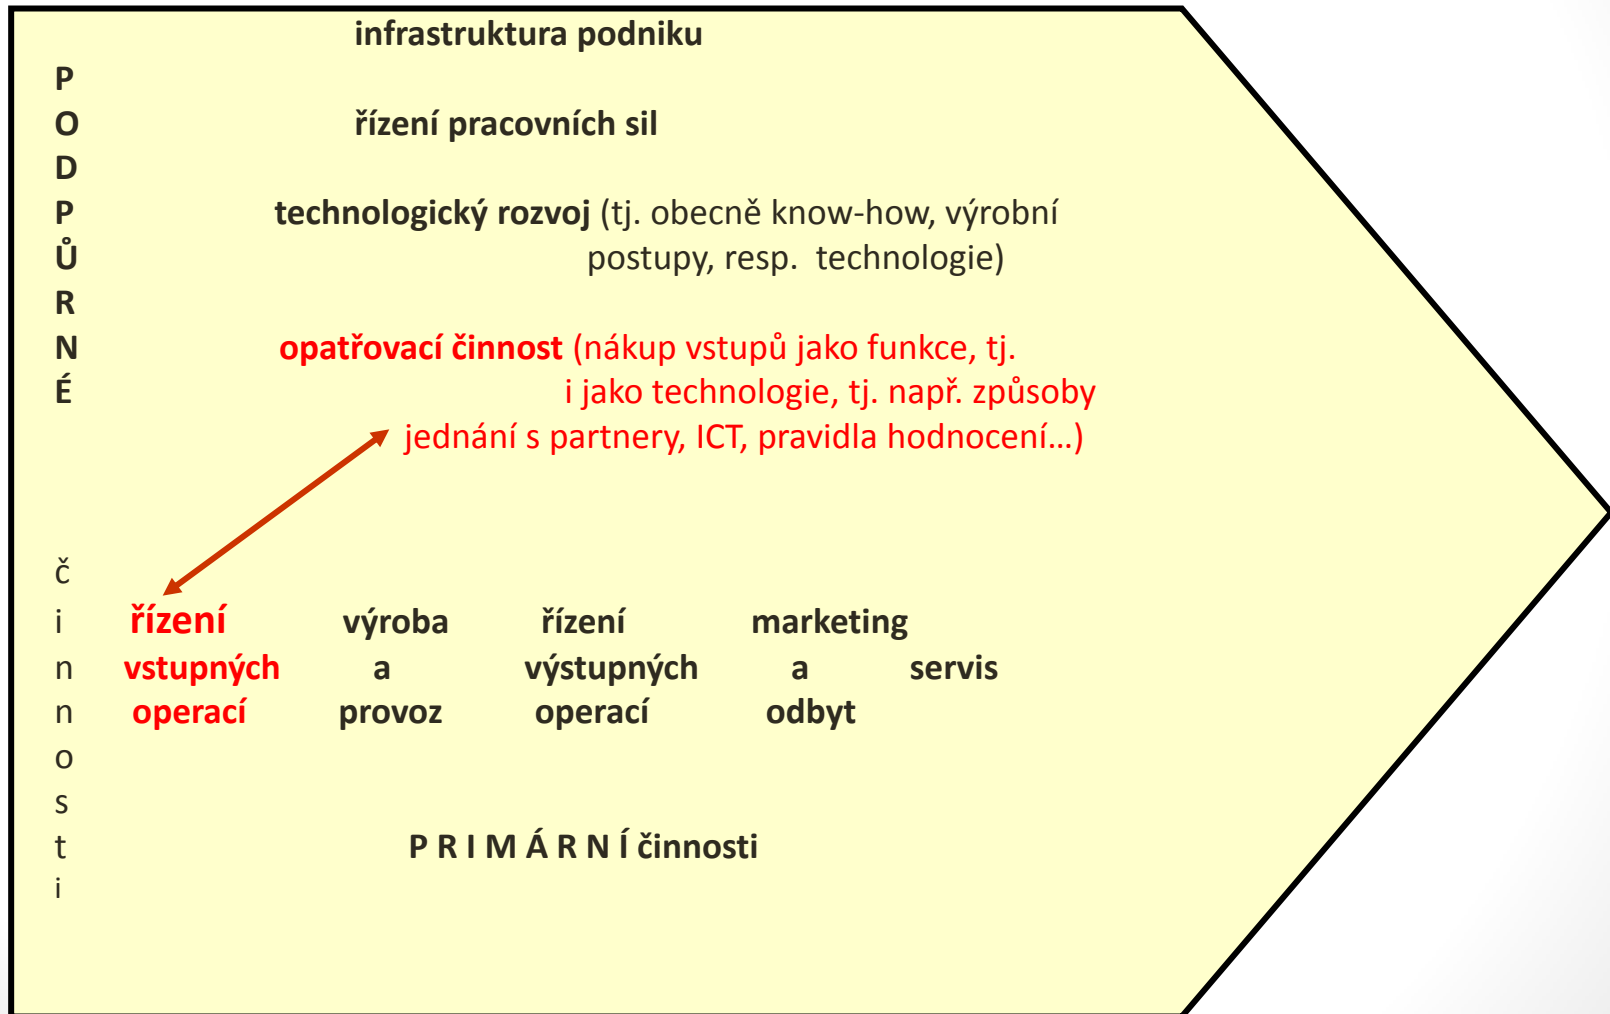 infrastruktura podniku
P
O řízení pracovních sil
D
P technologický rozvoj (tj. obecně know-how, výrobní
Ů postupy, resp. technologie)
R
N opatřovací činnost (nákup vstupů jako funkce, tj.
É i jako technologie, tj. např. způsoby
jednání s partnery, ICT, pravidla hodnocení…)
č
i řízení výroba řízení marketing
n vstupných a výstupných a servis
n operací provoz operací odbyt
o
s
t P R I M Á R N Í činnosti
i